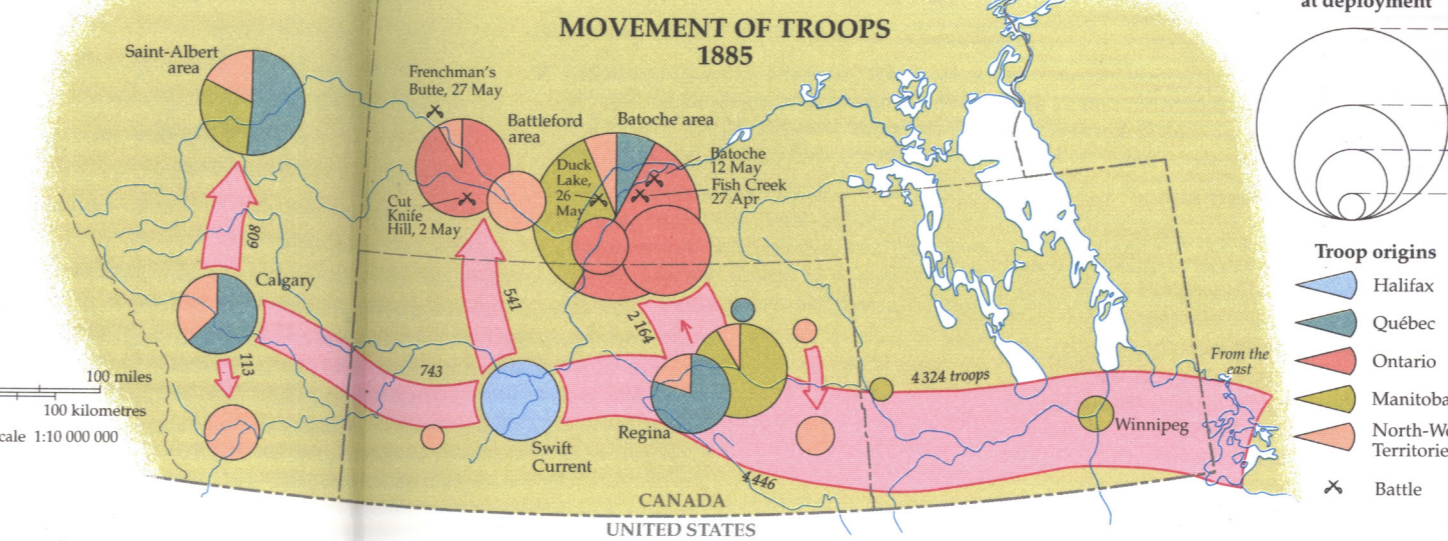 MOVEMENT OF TROOPS
1885
at deployment
Saint-Albert
area
Frenchman's
Butte, 27 May
Battleford
area
Batoche area
Duck
Lake,
26
May
Batoche
12 May
Fish Creek
27 Apr
Cut
Knife
Hill, 2 May
809
Calgary
541
2 164
113
743
4 324 troops
From the
east
100 miles
100 kilometres
cale 1:10 000 000
Swift
Current
Regina
Winnipeg
4 446
CANADA
UNITED STATES
Troop origins
Halifax
Québec
Ontario
Manitoba
North-We
Territorie
Battle